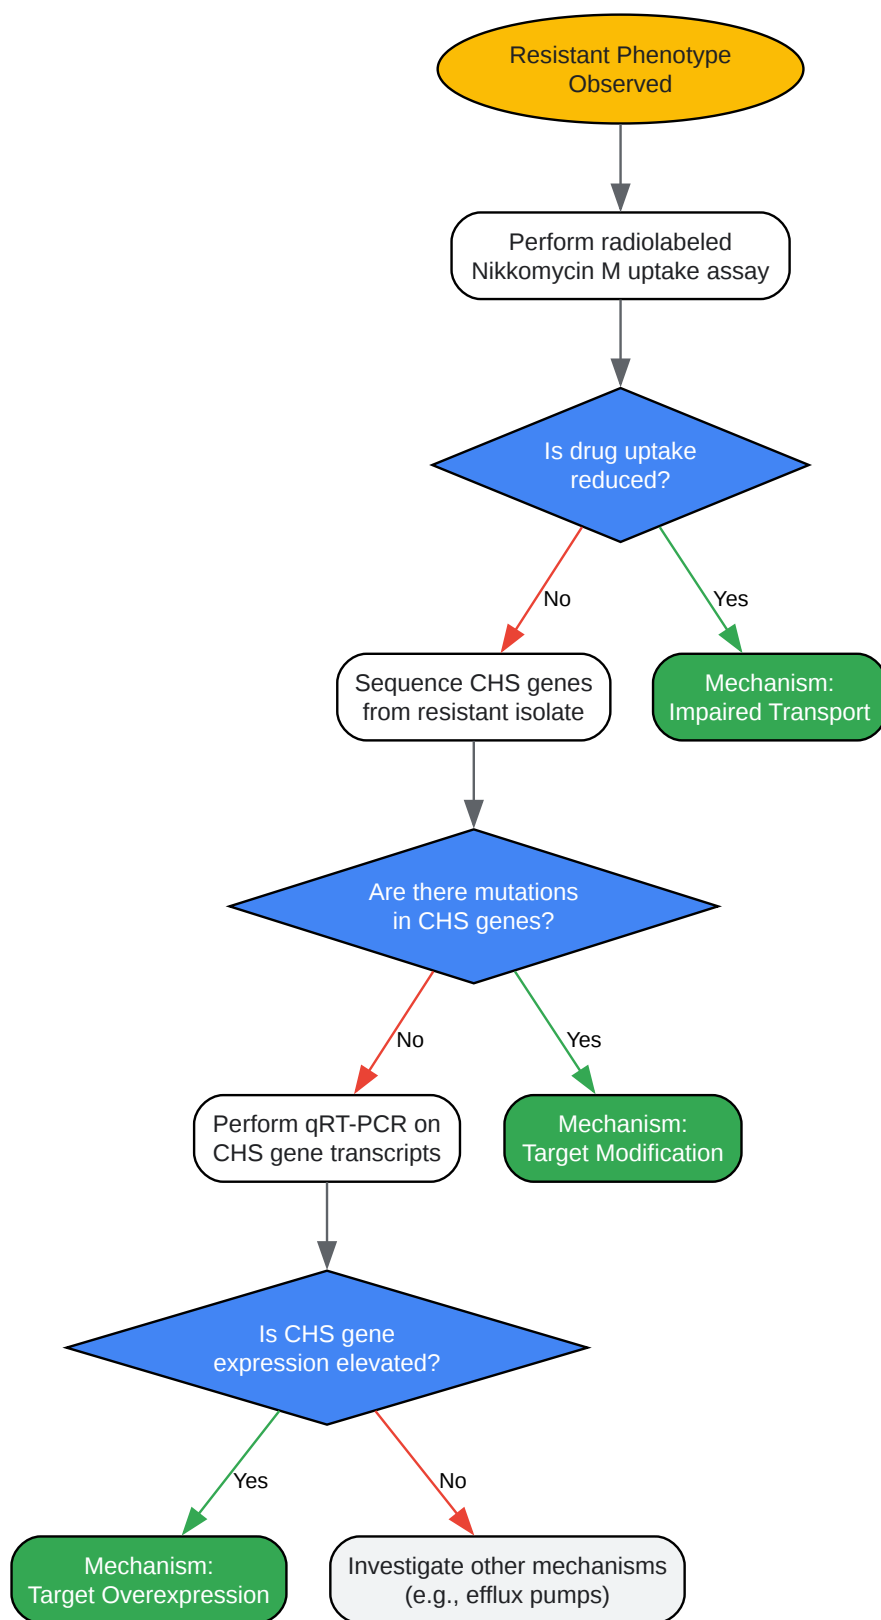 Resistant Phenotype
Observed
Perform radiolabeled
Nikkomycin M uptake assay
Is drug uptake
reduced?
No
Yes
Sequence CHS genes
from resistant isolate
Mechanism:
Impaired Transport
Are there mutations
in CHS genes?
No
Yes
Perform qRT-PCR on
CHS gene transcripts
Mechanism:
Target Modification
Is CHS gene
expression elevated?
Yes
No
Mechanism:
Target Overexpression
Investigate other mechanisms
(e.g., efflux pumps)